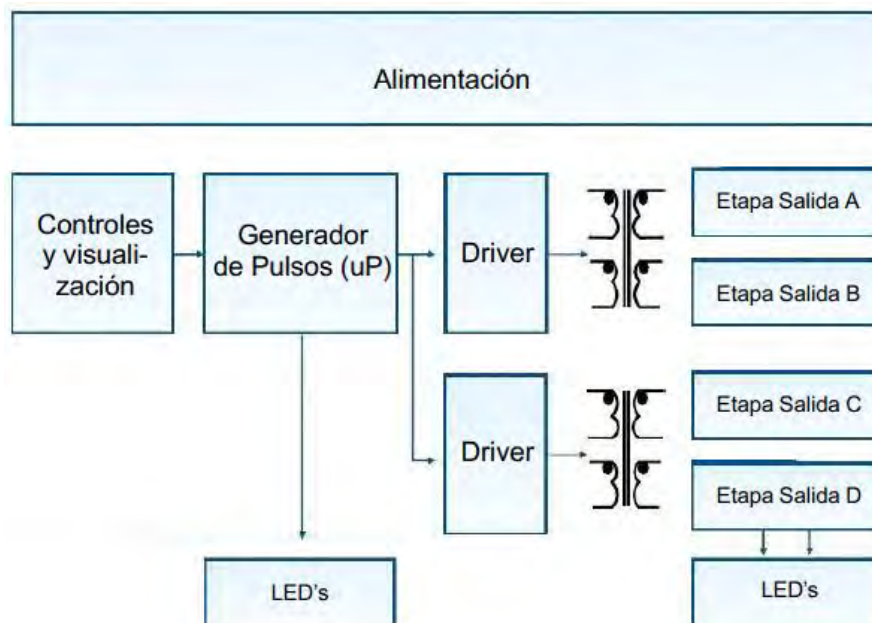 Alimentación
Controles
y visuali-
zación
Generador
de Pulsos (uP)
Driver
Etapa Salida A
Etapa Salida B
Driver
Etapa Salida C
Etapa Salida D
LED's
LED's